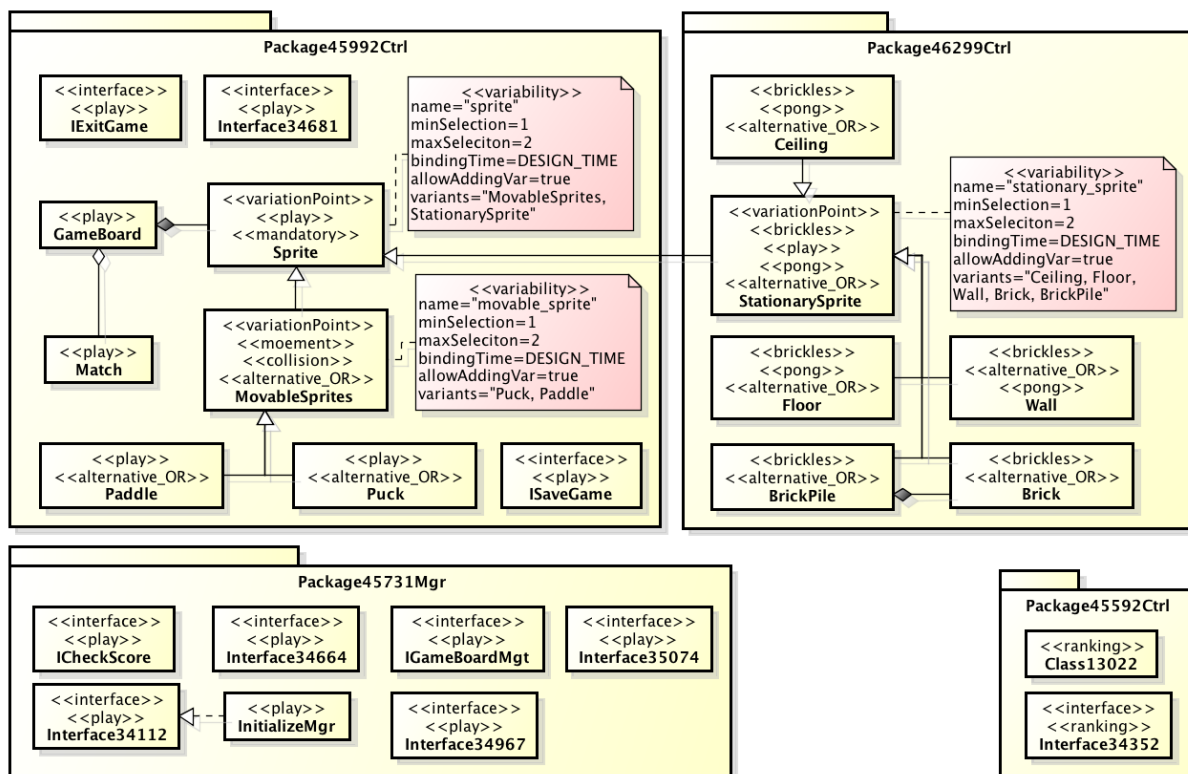 Package45992Ctrl
<<interface>>
<<play>>
IExitGame
<<interface>>
<<play>>
Interface34681
<<variability>>
name="sprite"
minSelection=1
maxSeleciton=2
bindingTime=DESIGN_TIME
allowAddingVar=true
variants="MovableSprites,
StationarySprite"
<<play>>
GameBoard
<<variationPoint>>
<<play>>
<<mandatory>>
Sprite
<<variability>>
name="movable_sprite"
minSelection=1
maxSeleciton=2
bindingTime=DESIGN_TIME
allowAddingVar=true
variants="Puck, Paddle"
<<play>>
Match
<<variationPoint>>
<<moement>>
<<collision>>
<<alternative_OR>>
MovableSprites
<<play>>
<<alternative_OR>>
Paddle
<<play>>
<<alternative_OR>>
Puck
<<interface>>
<<play>>
ISaveGame
Package46299Ctrl
<<brickles>>
<<pong>>
<<alternative_OR>>
Ceiling
<<variationPoint>>
<<brickles>>
<<play>>
<<pong>>
<<alternative_OR>>
StationarySprite
<<variability>>
name="stationary_sprite"
minSelection=1
maxSeleciton=2
bindingTime=DESIGN_TIME
allowAddingVar=true
variants="Ceiling, Floor,
Wall, Brick, BrickPile"
<<brickles>>
<<pong>>
<<alternative_OR>>
Floor
<<brickles>>
<<alternative_OR>>
<<pong>>
Wall
<<brickles>>
<<alternative_OR>>
BrickPile
<<brickles>>
<<alternative_OR>>
Brick
Package45731Mgr
<<interface>>
<<play>>
ICheckScore
<<interface>>
<<play>>
Interface34664
<<interface>>
<<play>>
IGameBoardMgt
<<interface>>
<<play>>
Interface35074
<<interface>>
<<play>>
Interface34112
<<play>>
InitializeMgr
<<interface>>
<<play>>
Interface34967
Package45592Ctrl
<<ranking>>
Class13022
<<interface>>
<<ranking>>
Interface34352